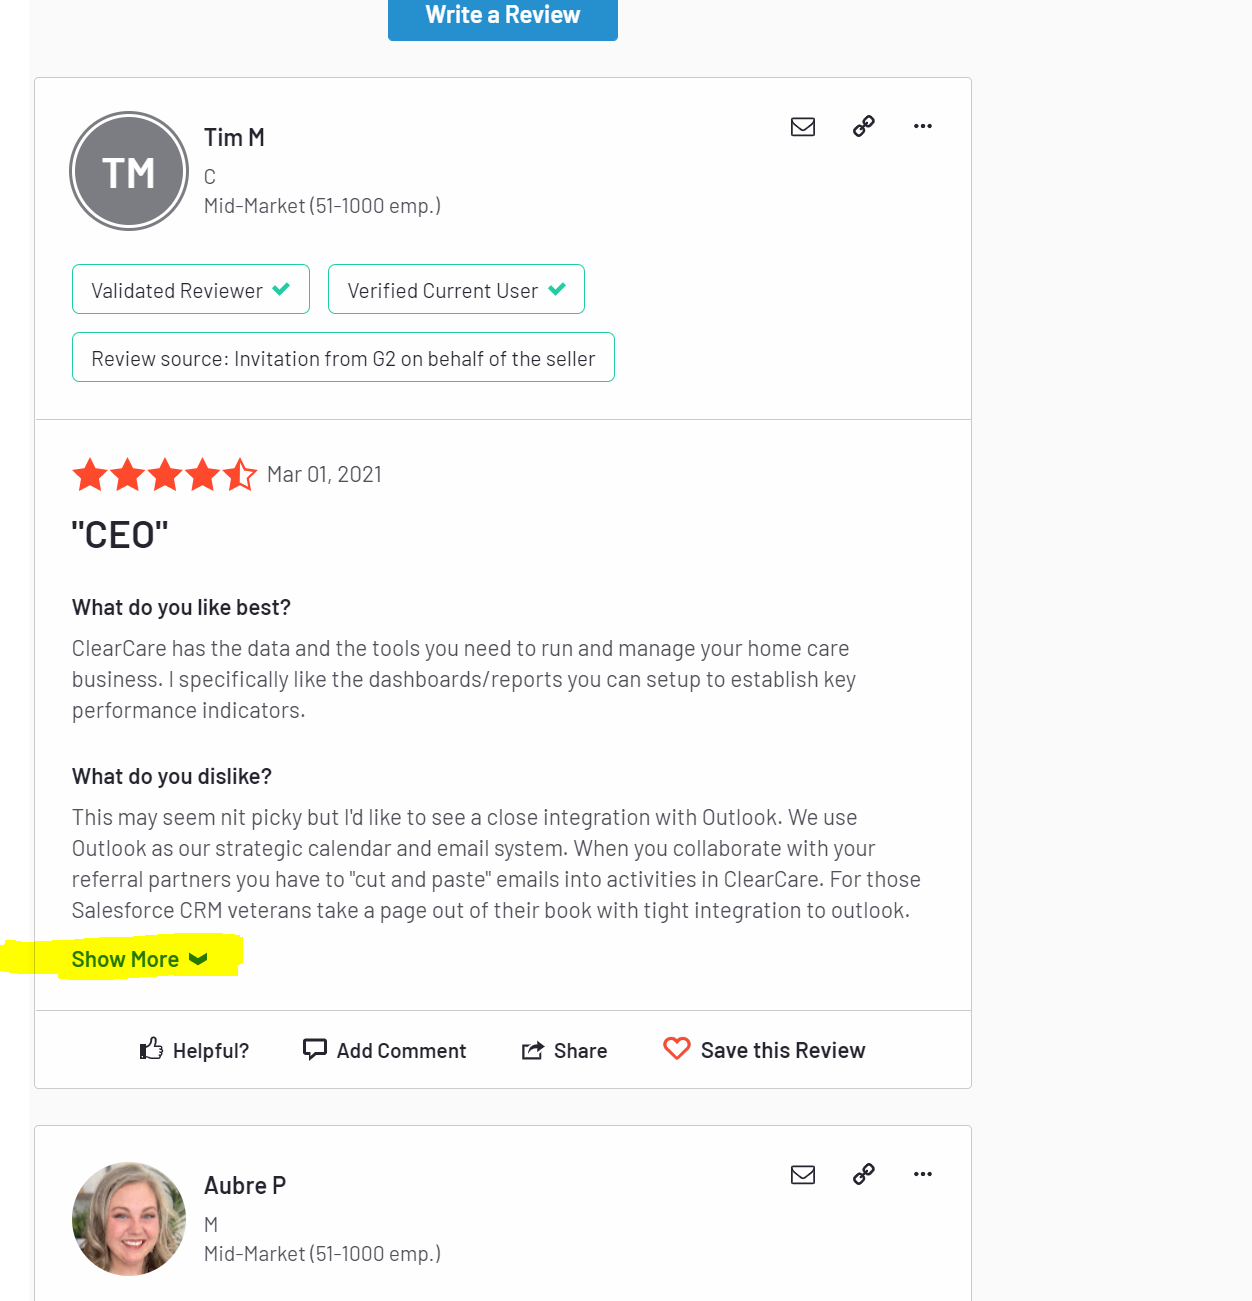 Write a Review
TM
Tim M
C
Mid-Market (51-1000 emp.)
Validated Reviewer
Verified Current User
Review source: Invitation from G2 on behalf of the seller
Mar 01, 2021
"CEO"
What do you like best?
ClearCare has the data and the tools you need to run and manage your home care
business. I specifically like the dashboards/reports you can setup to establish key
performance indicators.
What do you dislike?
This may seem nit picky but I'd like to see a close integration with Outlook. We use
Outlook as our strategic calendar and email system. When you collaborate with your
referral partners you have to "cut and paste" emails into activities in ClearCare. For those
Salesforce CRM veterans take a page out of their book with tight integration to outlook.
Show More
Helpful?
Add Comment
Share
Save this Review
Aubre P
M
Mid-Market (51-1000 emp.)